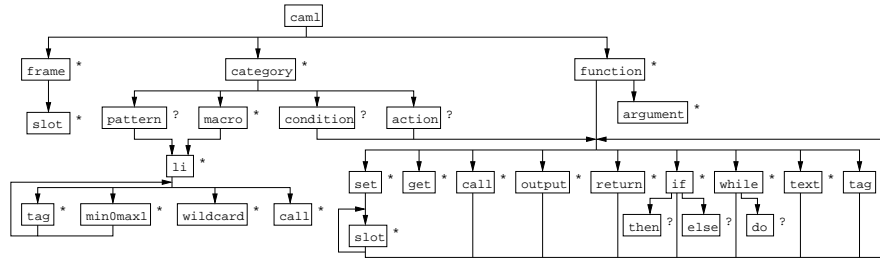 caml
frame * category * function *
slot * pattern ? macro * condition ? action ? argument *
li *
set * get * call * output * return * if * while * text * tag
tag * min0max1 * wildcard * call *
then ? else ? do ?
slot *